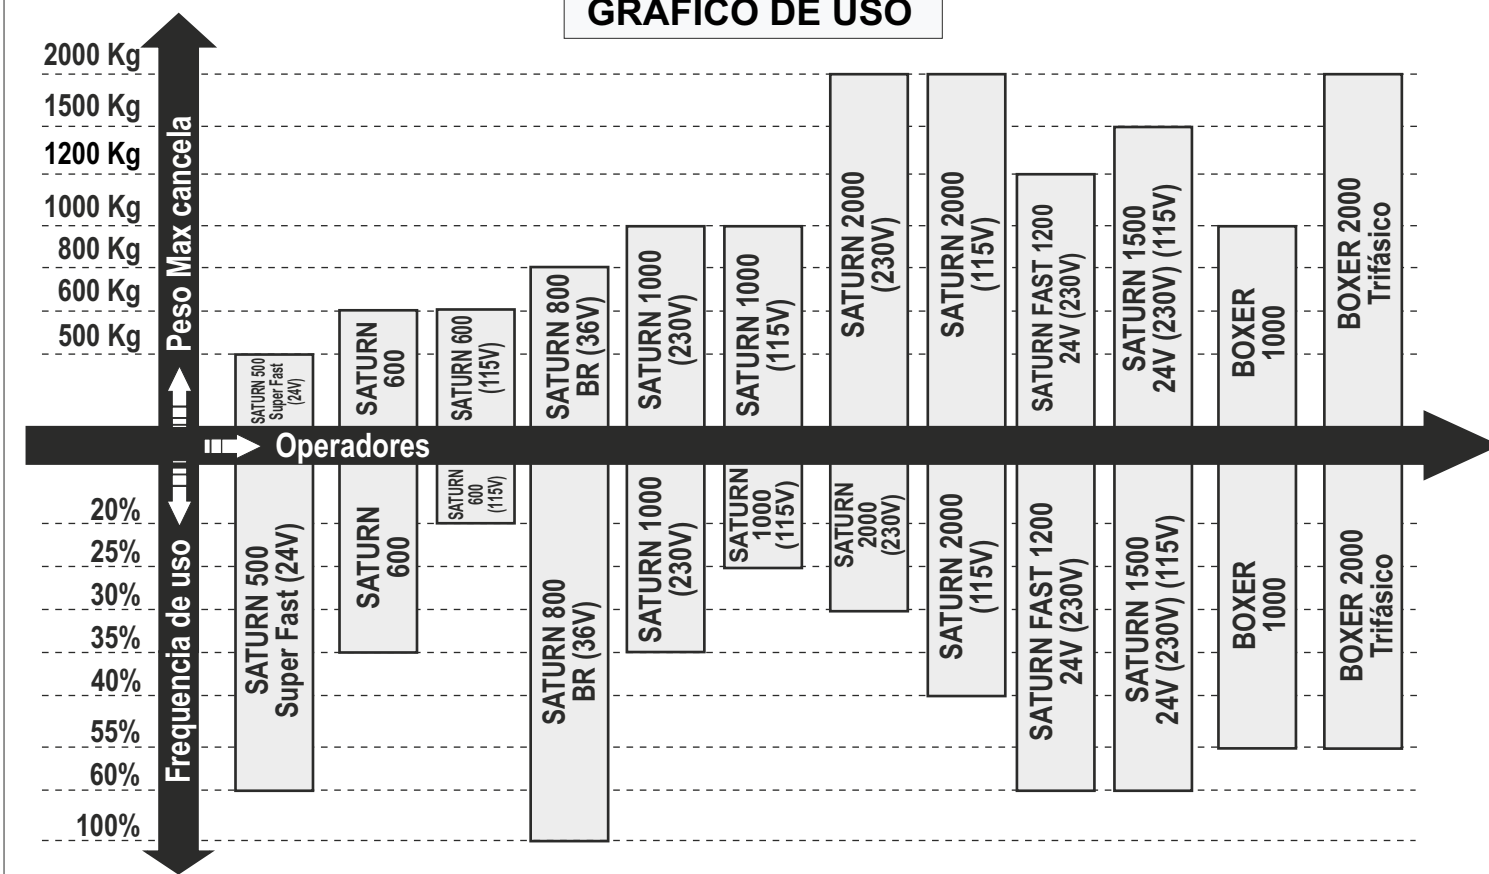 GRÁFICO DE USO
2000 Kg
1500 Kg
1200 Kg
1000 Kg
800 Kg
600 Kg
500 Kg
Peso Max cancela
SATURN 500
Super Fast
(24V)
SATURN
600
SATURN 600
(115V)
SATURN 800
BR (36V)
SATURN 1000
(230V)
SATURN 1000
(115V)
SATURN 2000
(230V)
SATURN 2000
(115V)
SATURN FAST 1200
24V (230V)
SATURN 1500
24V (230V) (115V)
BOXER
1000
BOXER 2000
Trifásico
Operadores
20%
25%
30%
35%
40%
55%
60%
100%
Frequencia de uso
SATURN 500
Super Fast (24V)
SATURN
600
SATURN
600
(115V)
SATURN 800
BR (36V)
SATURN 1000
(230V)
SATURN
1000
(115V)
SATURN
2000
(230V)
SATURN 2000
(115V)
SATURN FAST 1200
24V (230V)
SATURN 1500
24V (230V) (115V)
BOXER
1000
BOXER 2000
Trifásico